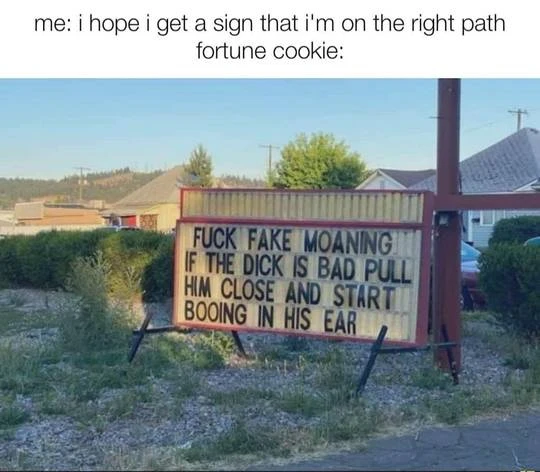 me: i hope i get a sign that i'm on the right path
fortune cookie:
FUCK FAKE MOANING
IF THE DICK IS BAD PULL
HIM CLOSE AND START
BOOING IN HIS EAR